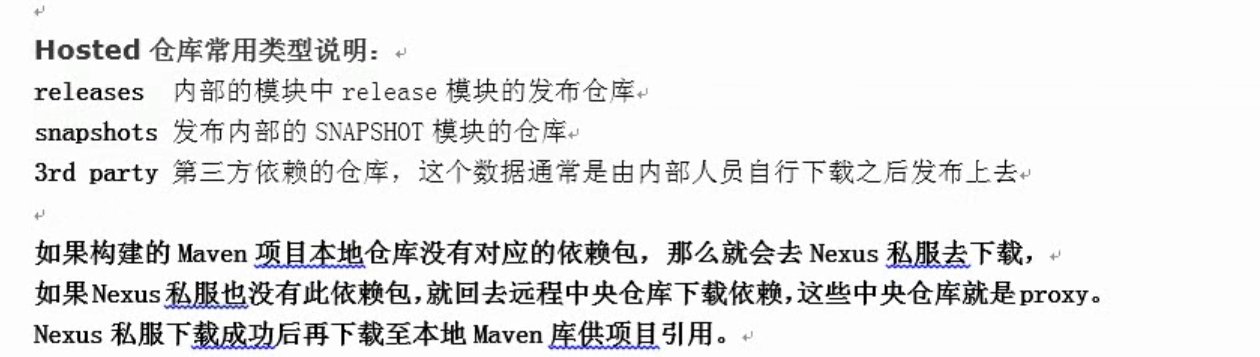 Hosted 仓库常用类型说明：
releases 内部的模块中 release 模块的发布仓库
snapshots 发布内部的 SNAPSHOT 模块的仓库
3rd party 第三方依赖的仓库，这个数据通常是由内部人员自行下载之后发布上去
如果构建的 Maven 项目本地仓库没有对应的依赖包，那么就会去 Nexus 私服去下载，
如果Nexus私服也没有此依赖包,就回去远程中央仓库下载依赖,这些中央仓库就是proxy。
Nexus 私服下载成功后再下载至本地 Maven 库供项目引用。